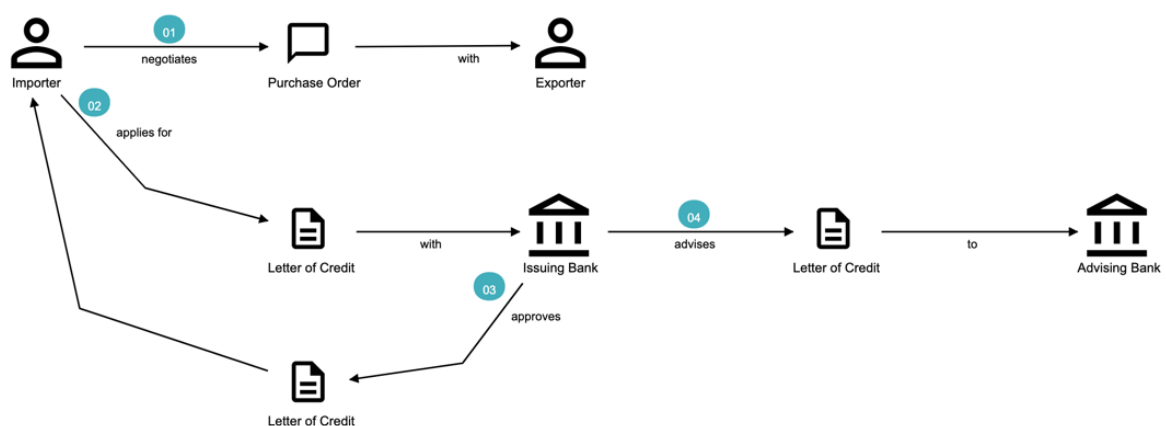 01
negotiates
with
Importer
Purchase Order
Exporter
02
applies for
04
with
advises
to
Letter of Credit
Issuing Bank
Letter of Credit
Advising Bank
03
approves
Letter of Credit